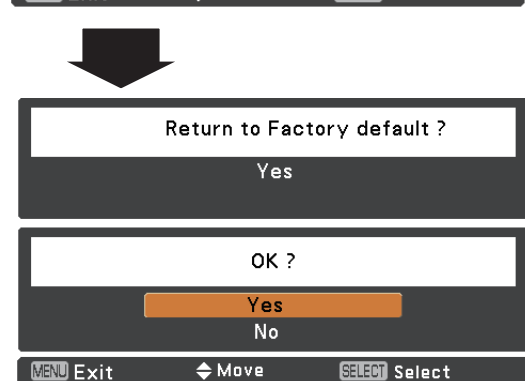 Return to Factory default ?
Yes
OK ?
Yes
No
MENU Exit Move SELECT Select